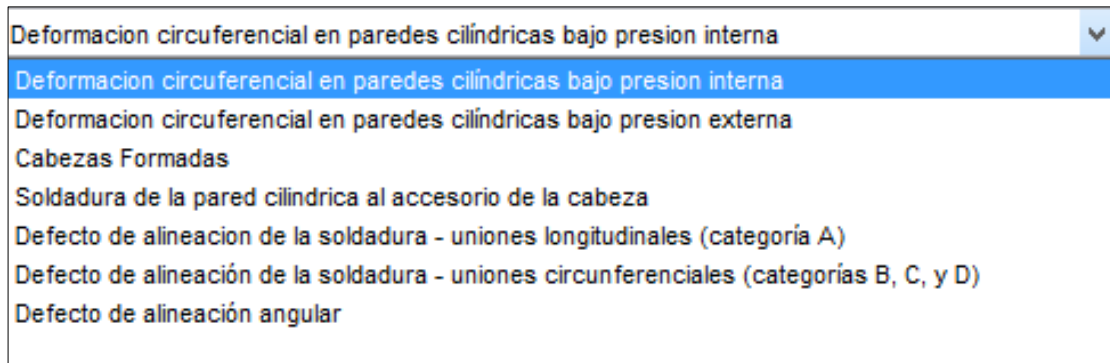 Deformacion circuferencial en paredes cilíndricas bajo presion interna
Deformacion circuferencial en paredes cilíndricas bajo presion interna
Deformacion circuferencial en paredes cilíndricas bajo presion externa
Cabezas Formadas
Soldadura de la pared cilindrica al accesorio de la cabeza
Defecto de alineacion de la soldadura - uniones longitudinales (categoría A)
Defecto de alineación de la soldadura - uniones circunferenciales (categorías B, C, y D)
Defecto de alineación angular